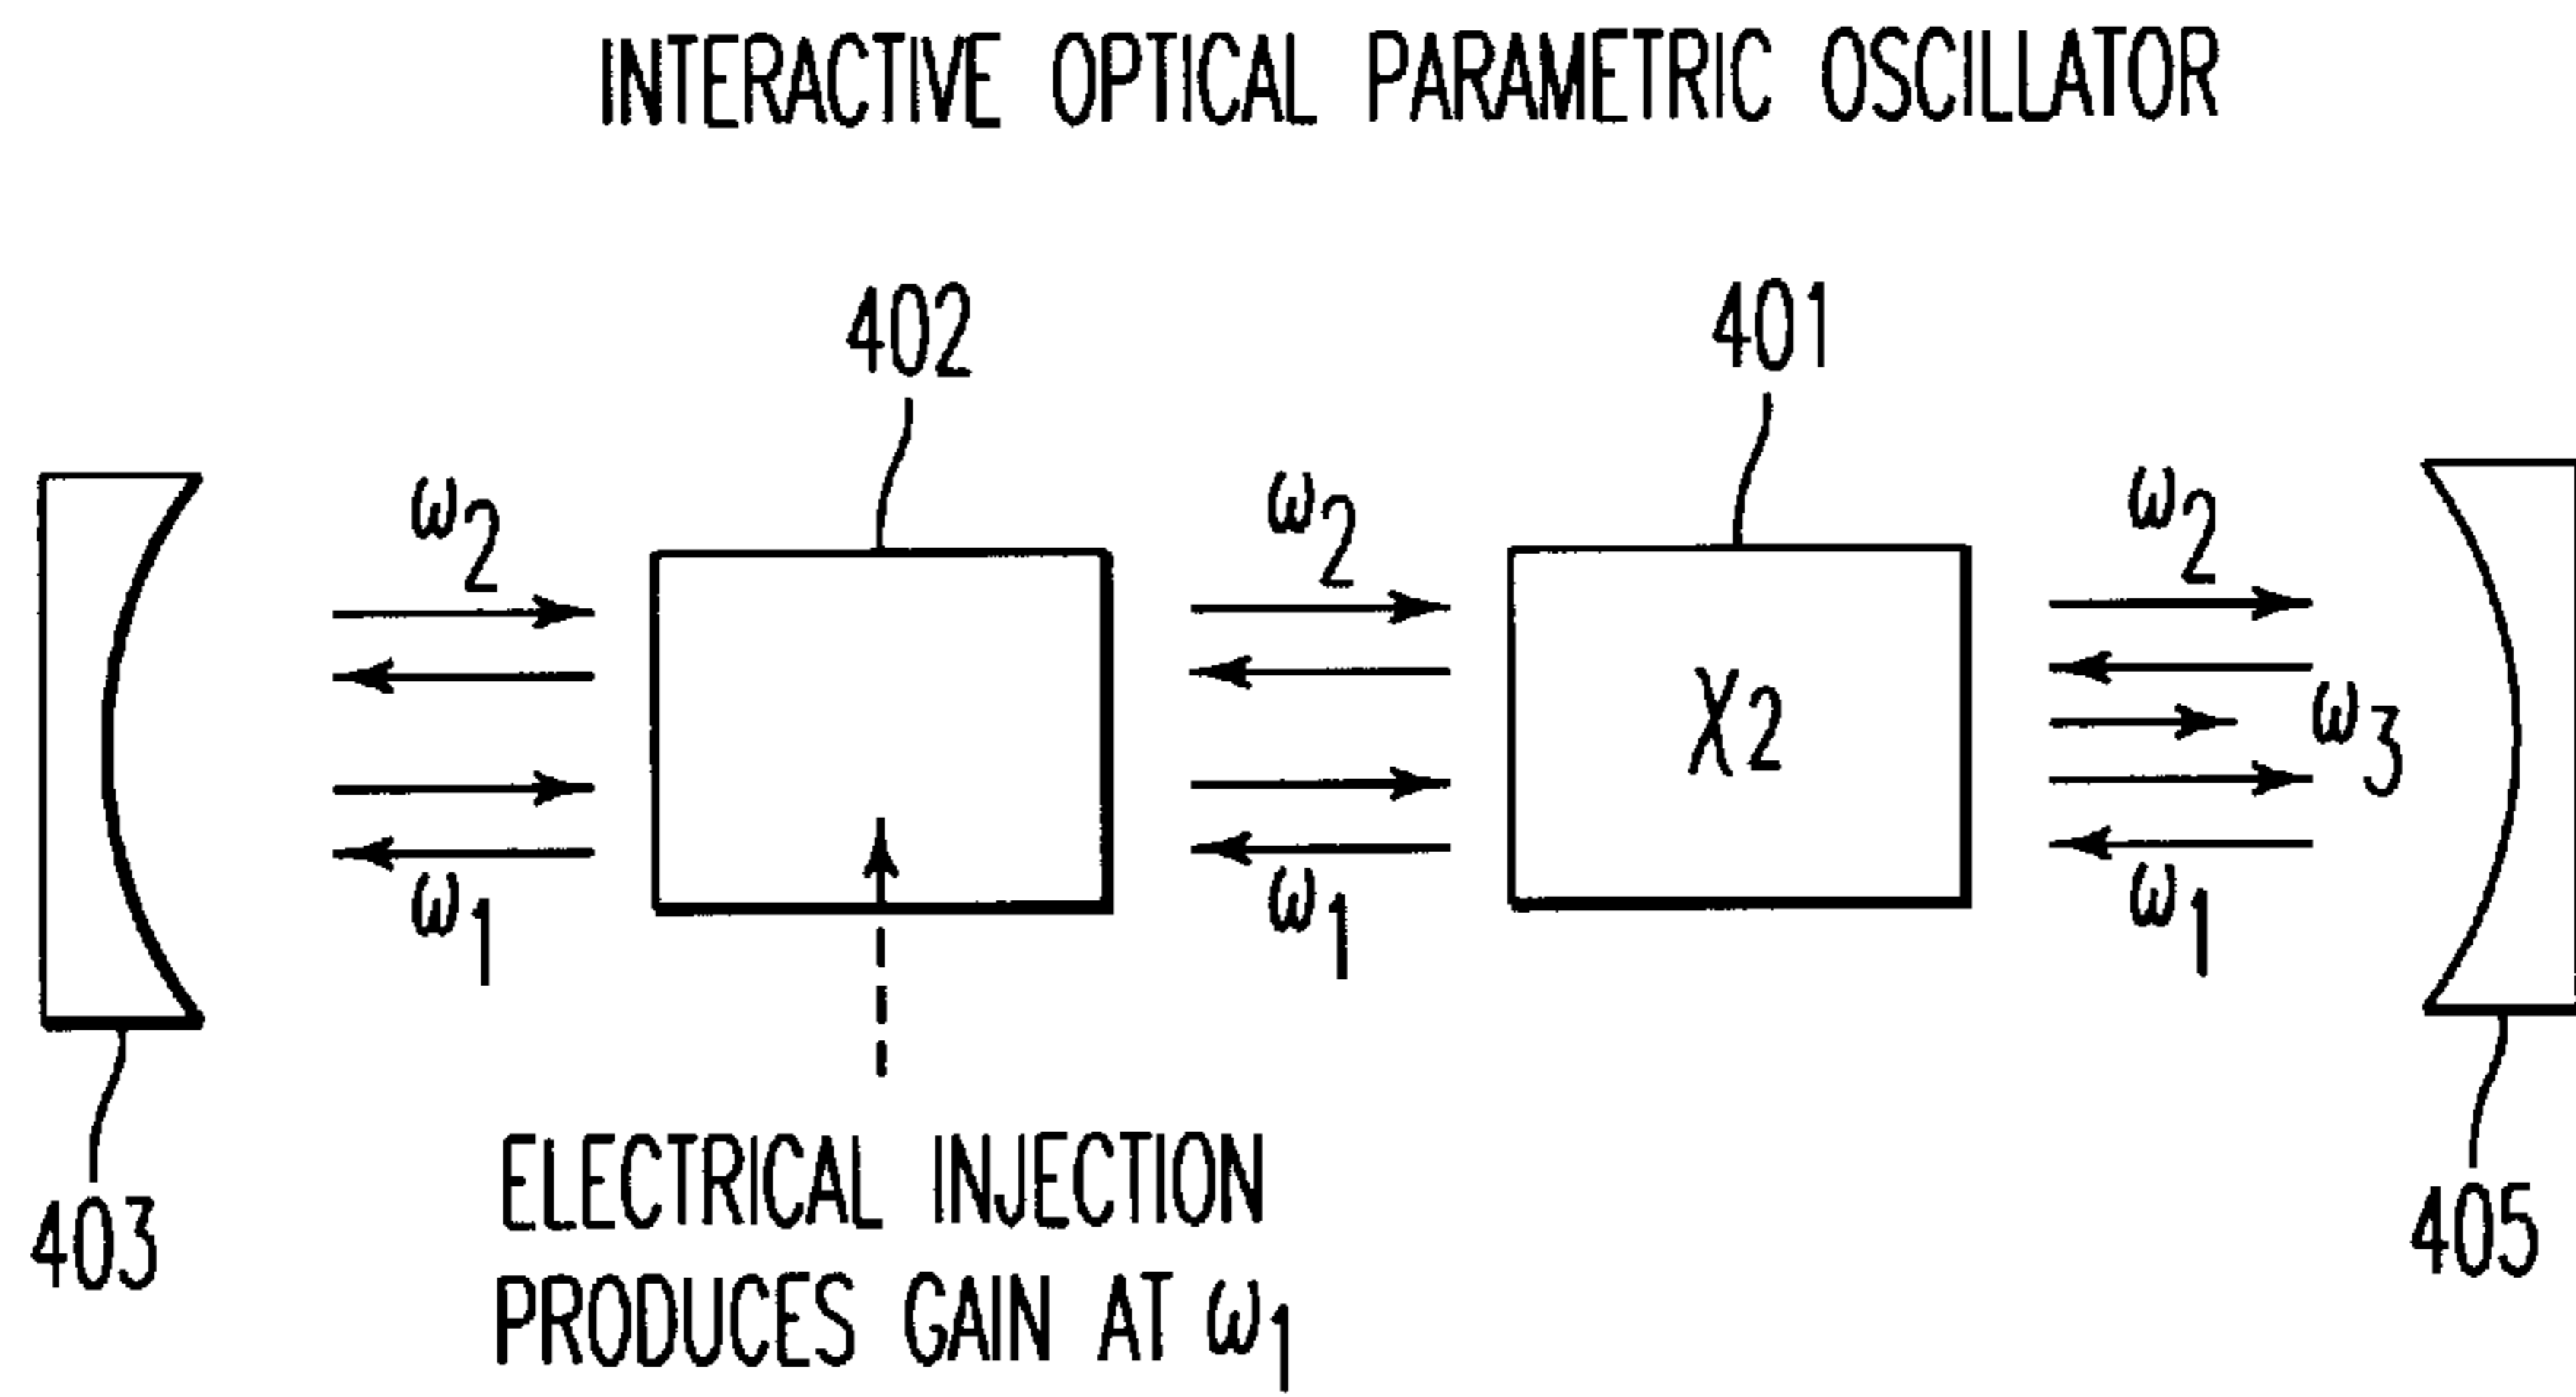 INTERACTIVE OPTICAL PARAMETRIC OSCILLATOR
402
401
ω2
ω2
ω2
χ2
ω3
ω1
ω1
ω1
403
ELECTRICAL INJECTION
PRODUCES GAIN AT ω1
405